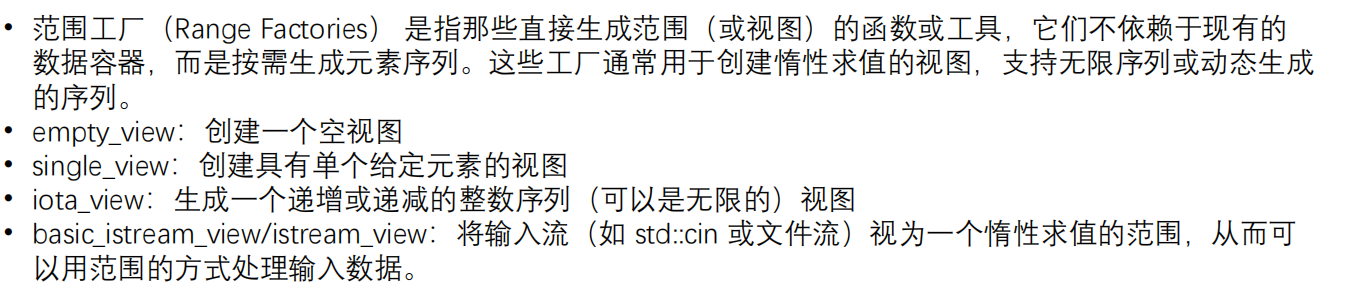 • 范围工厂（Range Factories） 是指那些直接生成范围（或视图）的函数或工具，它们不依赖于现有的
数据容器，而是按需生成元素序列。这些工厂通常用于创建惰性求值的视图，支持无限序列或动态生成
的序列。
• empty_view：创建一个空视图
• single_view：创建具有单个给定元素的视图
• iota_view：生成一个递增或递减的整数序列（可以是无限的）视图
• basic_istream_view/istream_view：将输入流（如 std::cin 或文件流）视为一个惰性求值的范围，从而可
以用范围的方式处理输入数据。